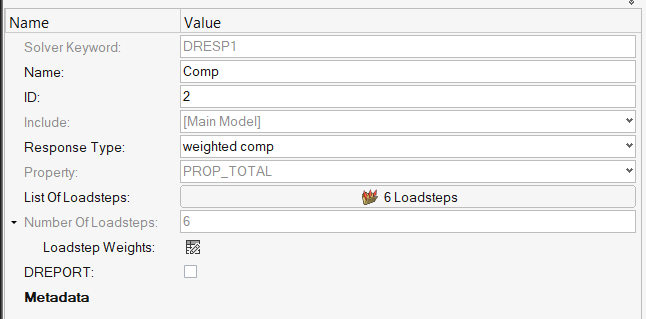 Name Value
Solver Keyword: DRESP1
Name: Comp
ID: 2
Include: [Main Model]
Response Type: weighted comp
Property: PROP_TOTAL
List Of Loadsteps: 6 Loadsteps
Number Of Loadsteps: 6
Loadstep Weights:
DREPORT:
Metadata